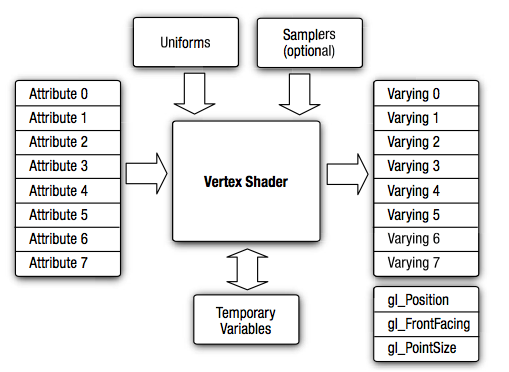 Uniforms
Samplers
(optional)
Attribute 0
Attribute 1
Attribute 2
Attribute 3
Attribute 4
Attribute 5
Attribute 6
Attribute 7
Vertex Shader
Varying 0
Varying 1
Varying 2
Varying 3
Varying 4
Varying 5
Varying 6
Varying 7
Temporary
Variables
gl_Position
gl_FrontFacing
gl_PointSize